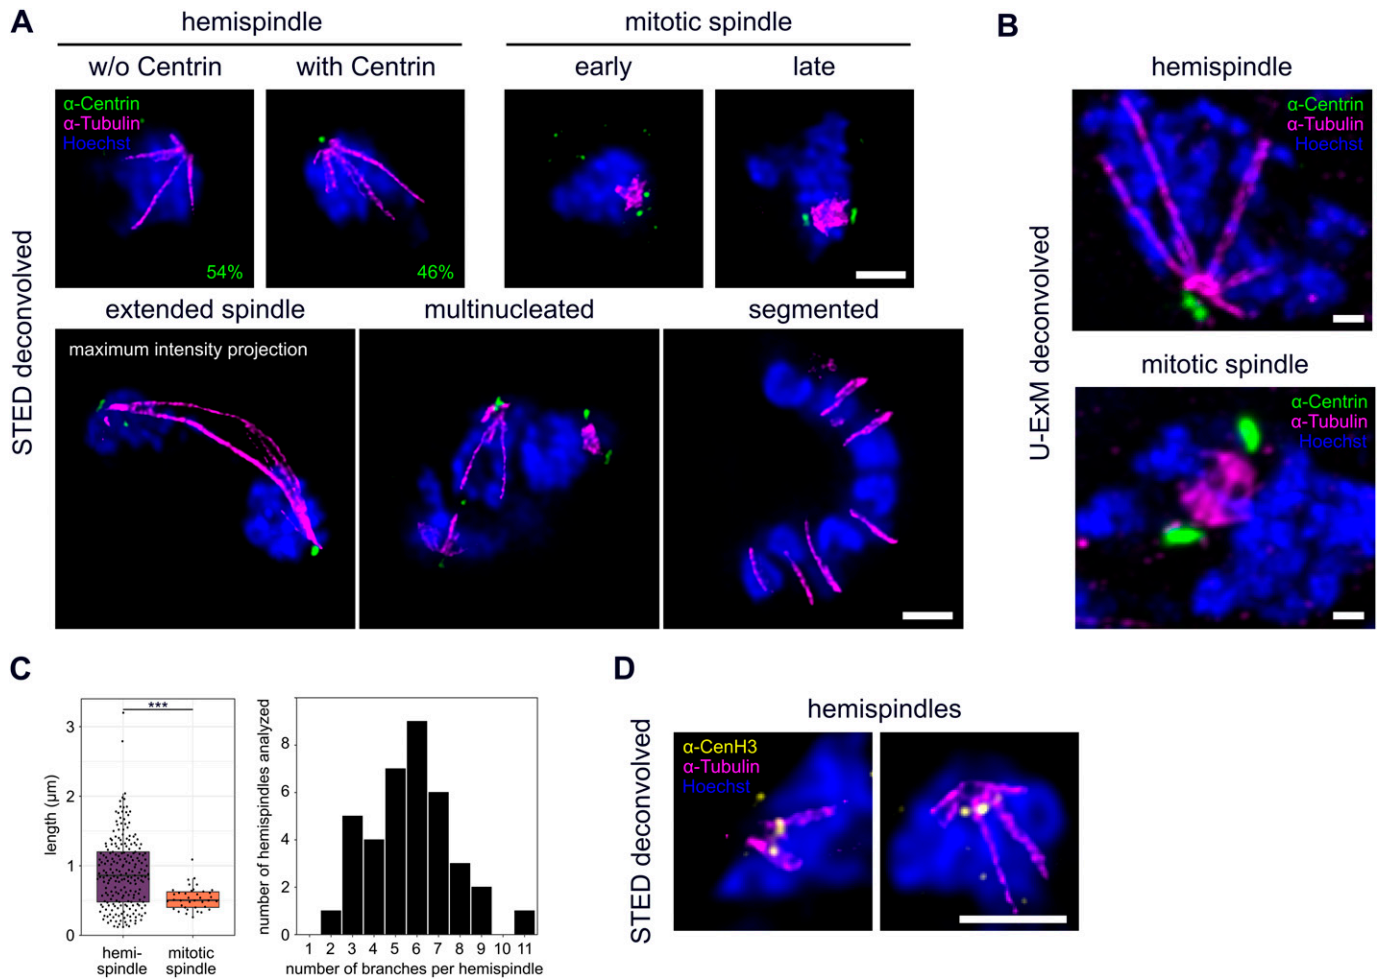 A
hemispindle
mitotic spindle
w/o Centrin
with Centrin
early
late
α-Centrin
α-Tubulin
Hoechst
54%
46%
STED deconvolved
extended spindle
multinucleated
segmented
maximum intensity projection
B
hemispindle
α-Centrin
α-Tubulin
Hoechst
U-ExM deconvolved
mitotic spindle
α-Centrin
α-Tubulin
Hoechst
C
***
length (μm)
3
2
1
0
hemi-
spindle
mitotic
spindle
number of hemispindles analyzed
8
6
4
2
0
1 2 3 4 5 6 7 8 9 10 11
number of branches per hemispindle
D
hemispindles
STED deconvolved
α-CenH3
α-Tubulin
Hoechst